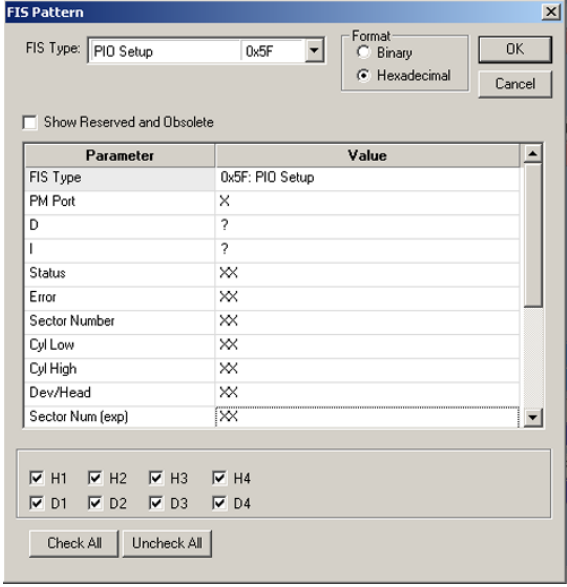 FIS Pattern
FIS Type: PIO Setup 0x5F
Format
Binary
Hexadecimal
OK
Cancel
Show Reserved and Obsolete
Parameter Value
FIS Type 0x5F: PIO Setup
PM Port X
D ?
I ?
Status XX
Error XX
Sector Number XX
Cyl Low XX
Cyl High XX
Dev/Head XX
Sector Num (exp) XX
H1 H2 H3 H4
D1 D2 D3 D4
Check All Uncheck All